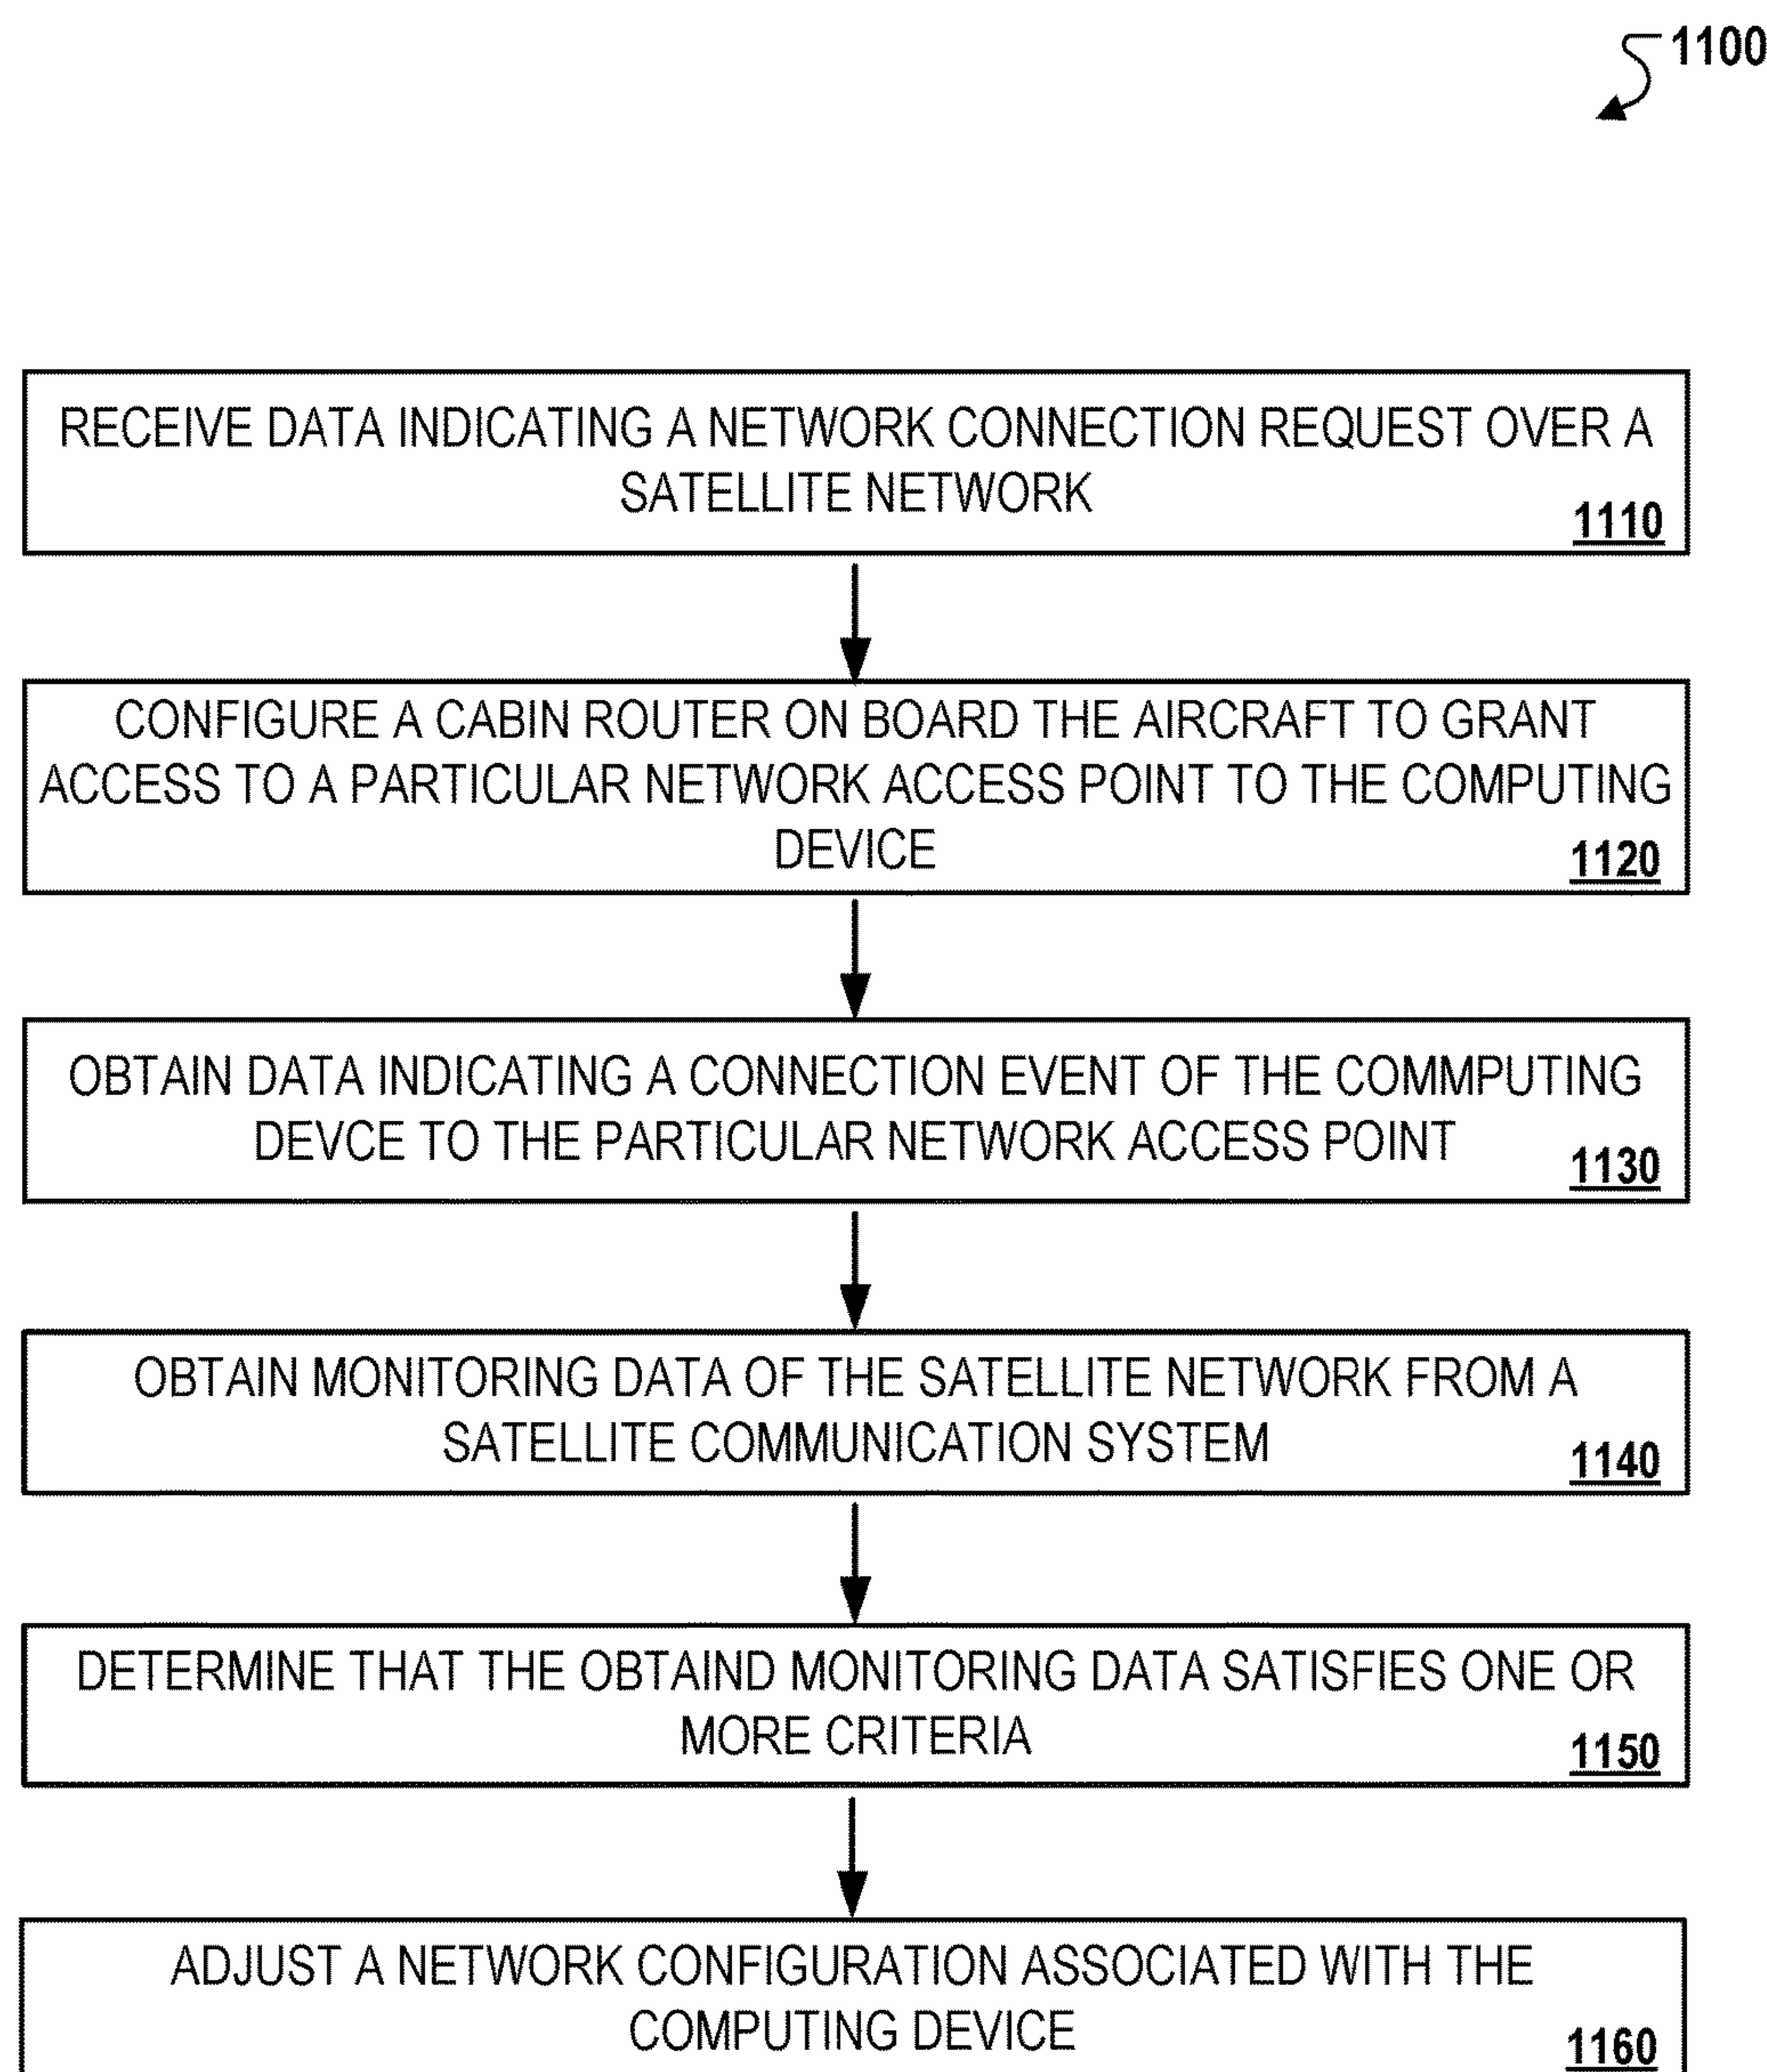 1100
RECEIVE DATA INDICATING A NETWORK CONNECTION REQUEST OVER A
SATELLITE NETWORK
1110
CONFIGURE A CABIN ROUTER ON BOARD THE AIRCRAFT TO GRANT
ACCESS TO A PARTICULAR NETWORK ACCESS POINT TO THE COMPUTING
DEVICE
1120
OBTAIN DATA INDICATING A CONNECTION EVENT OF THE COMMPUTING
DEVCE TO THE PARTICULAR NETWORK ACCESS POINT
1130
OBTAIN MONITORING DATA OF THE SATELLITE NETWORK FROM A
SATELLITE COMMUNICATION SYSTEM
1140
DETERMINE THAT THE OBTAIND MONITORING DATA SATISFIES ONE OR
MORE CRITERIA
1150
ADJUST A NETWORK CONFIGURATION ASSOCIATED WITH THE
COMPUTING DEVICE
1160